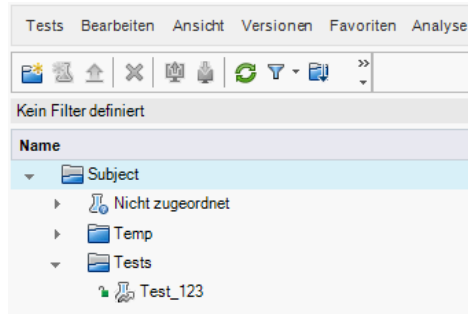 Tests Bearbeiten Ansicht Versionen Favoriten Analyse
Kein Filter definiert
Name
Subject
Nicht zugeordnet
Temp
Tests
Test_123